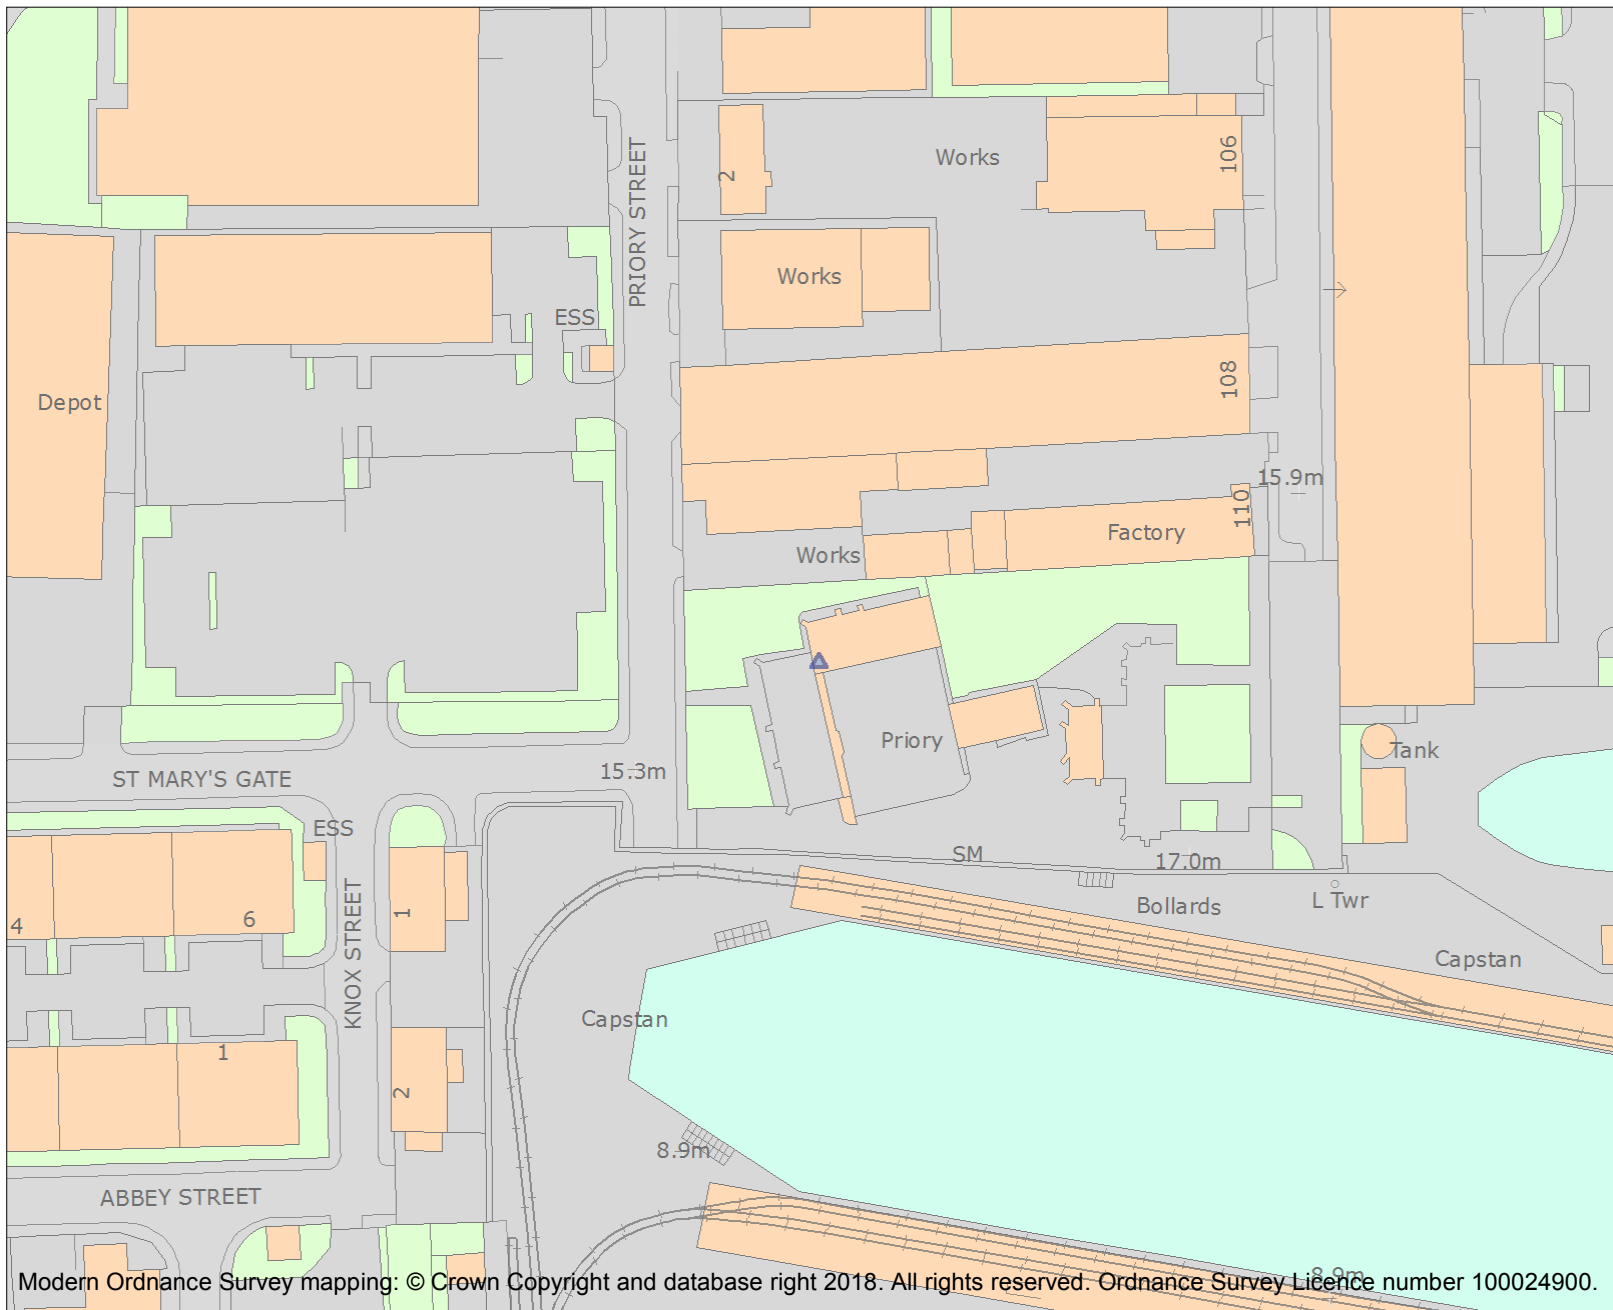 Works
106
2
PRIORY STREET
Works
ESS
108
Depot
15.9m
110
Factory
Works
Priory
Tank
15.3m
ST MARY'S GATE
ESS
SM
17.0m
L Twr
Bollards
1
6
4
KNOX STREET
Capstan
Capstan
1
2
8.9m
ABBEY STREET
8.9m
Modern Ordnance Survey mapping: © Crown Copyright and database right 2018. All rights reserved. Ordnance Survey Licence number 100024900.